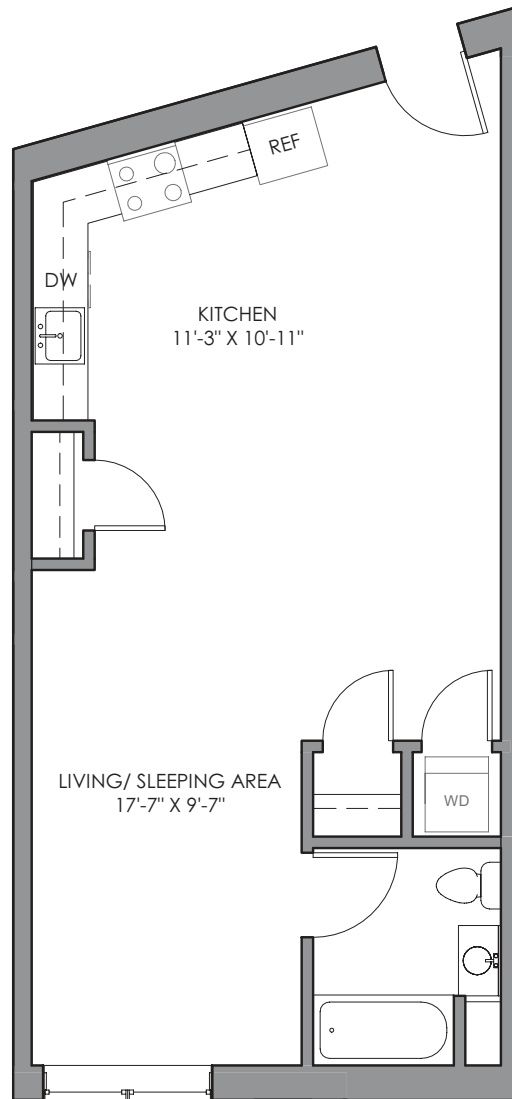 REF
DW
KITCHEN
11'-3" X 10'-11"
LIVING/ SLEEPING AREA
17'-7" X 9'-7"
WD